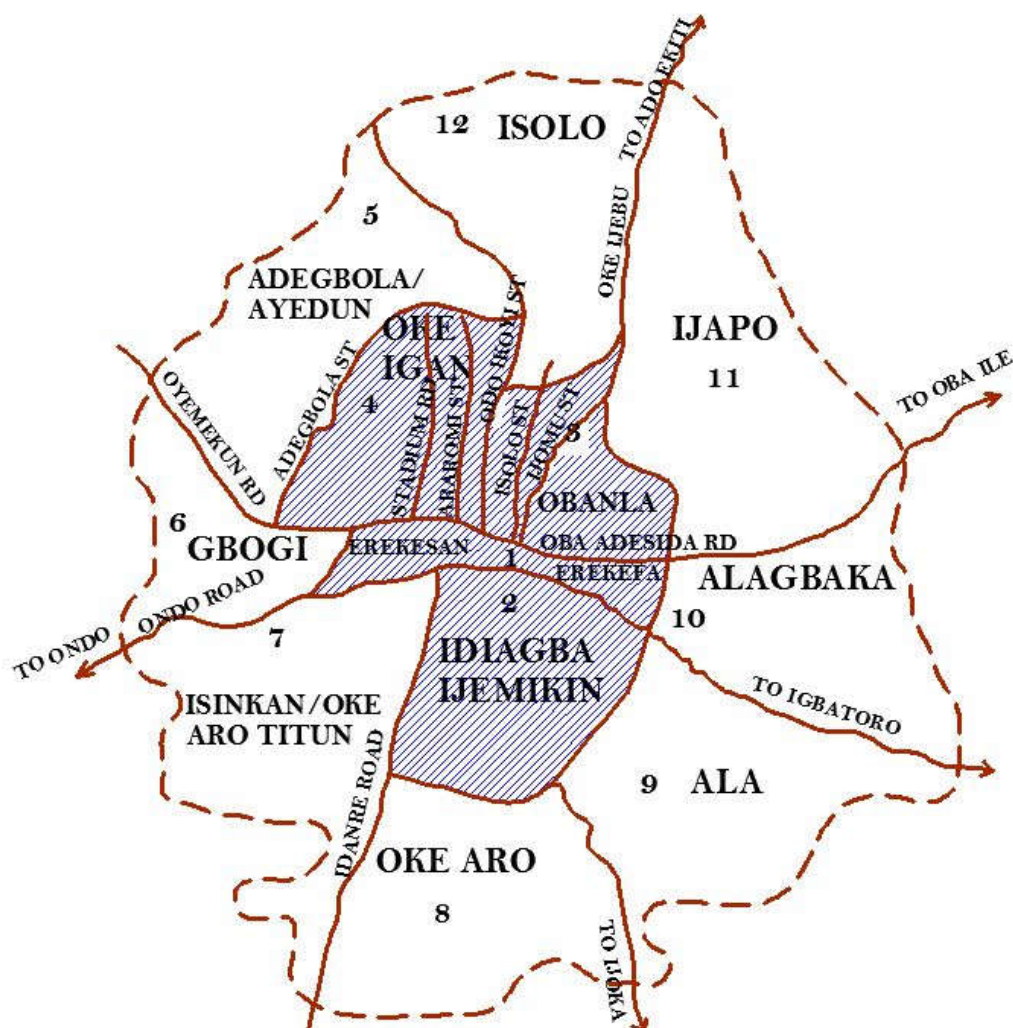 TO ADO EKITI
12 ISOLO
5
OKE IJEBU
ADEGBOLA/
AYEDUN
ODO IKOYI ST
OKE
IGAN
4
IJAPO
11
TO OBA ILE
OYEMEKUN RD
ADEGBOLA ST
STADIUM RD
ARAROMI ST
ISOLO ST
IJOMU ST
3
OBANLA
6
GBOGI
EREKESAN
1
OBA ADESIDA RD
EREKEFA
ALAGBAKA
2
10
TO ONDO
ONDO ROAD
7
IDIAGBA
IJEMIKIN
TO IGBATORO
ISINKAN/OKE
ARO TITUN
IDANRE ROAD
9 ALA
OKE ARO
8
TO IJOKA